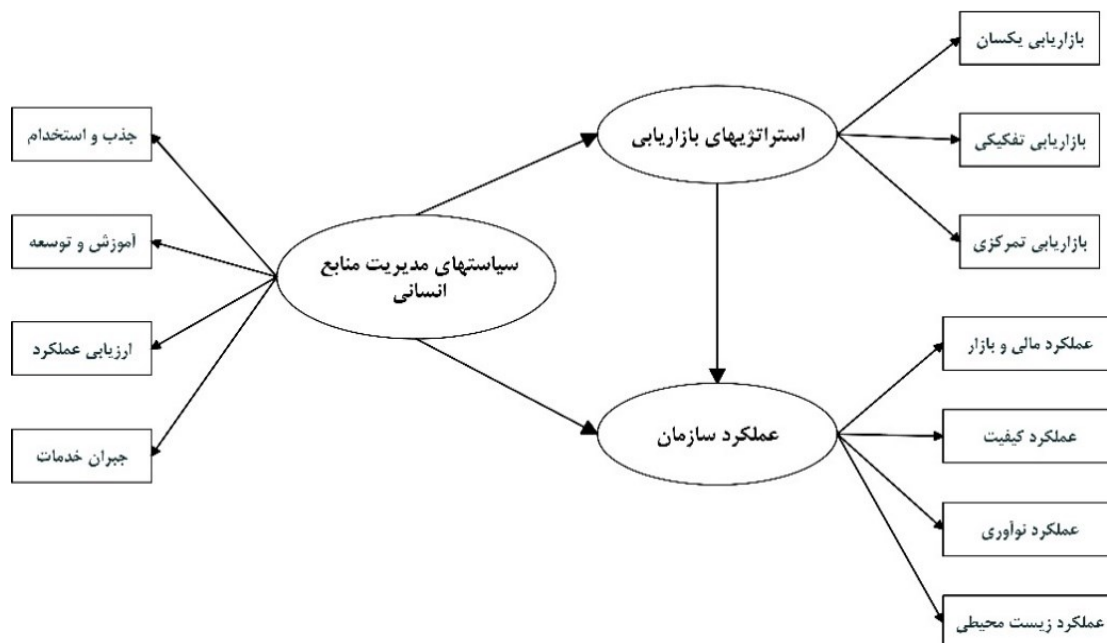 بازاریابی یکسان
استراتژیهای بازاریابی
بازاریابی تفکیکی
بازاریابی تمرکزی
جذب و استخدام
آموزش و توسعه
ارزیابی عملکرد
جبران خدمات
سیاستهای مدیریت منابع
انسانی
عملکرد سازمان
عملکرد مالی و بازار
عملکرد کیفیت
عملکرد نوآوری
عملکرد زیست محیطی